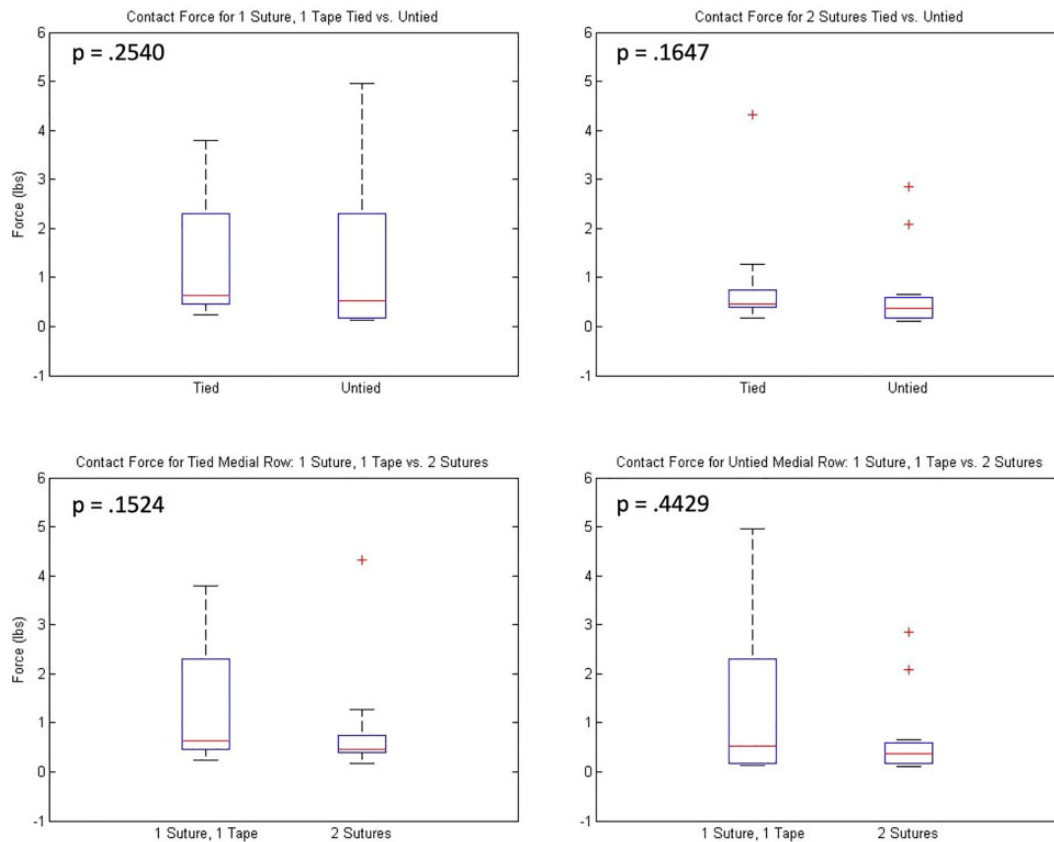 Contact Force for 1 Suture, 1 Tape Tied vs. Untied
p = .2540
6
5
4
3
2
1
0
-1
Force (lbs)
Tied Untied
Contact Force for 2 Sutures Tied vs. Untied
p = .1647
6
5
4
3
2
1
0
-1
Tied Untied
Contact Force for Tied Medial Row: 1 Suture, 1 Tape vs. 2 Sutures
p = .1524
6
5
4
3
2
1
0
-1
Force (lbs)
1 Suture, 1 Tape 2 Sutures
Contact Force for Untied Medial Row: 1 Suture, 1 Tape vs. 2 Sutures
p = .4429
6
5
4
3
2
1
0
-1
1 Suture, 1 Tape 2 Sutures